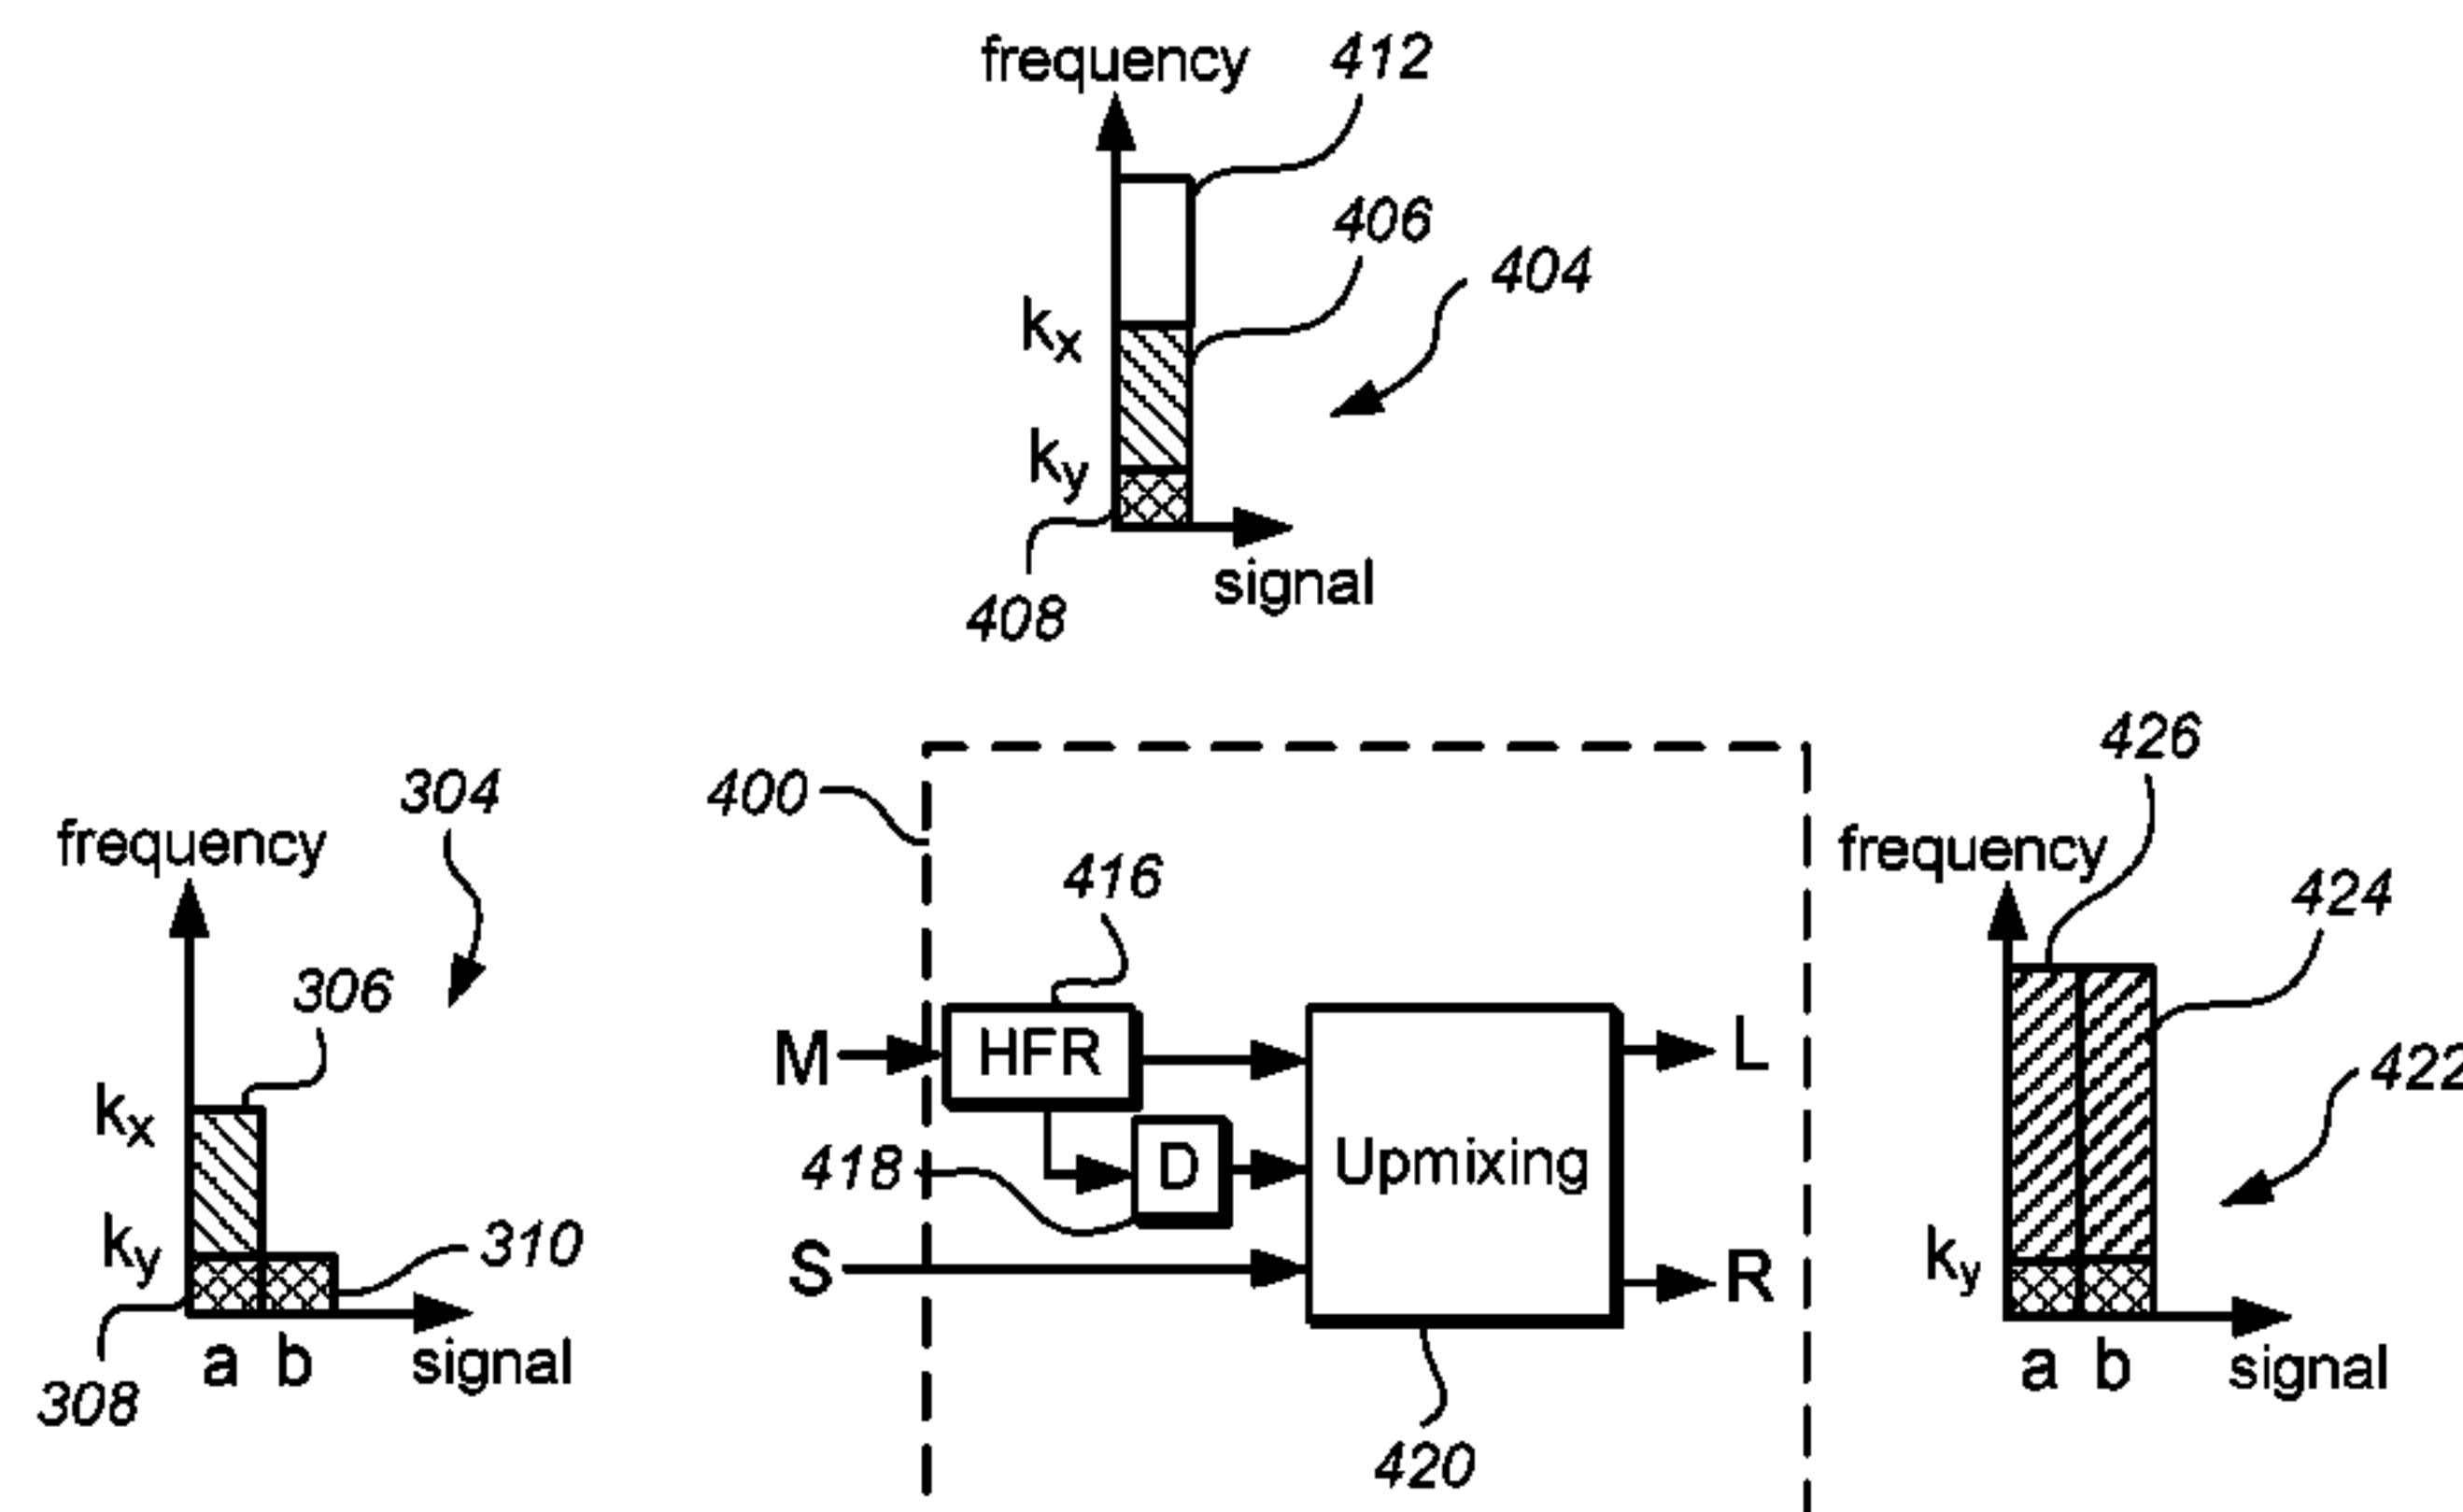 frequency
412
406
404
kx
ky
408
signal
304
frequency
306
kx
ky
310
308
a
b
signal
400
416
M
HFR
418
D
Upmixing
S
L
R
420
426
frequency
424
422
ky
a
b
signal